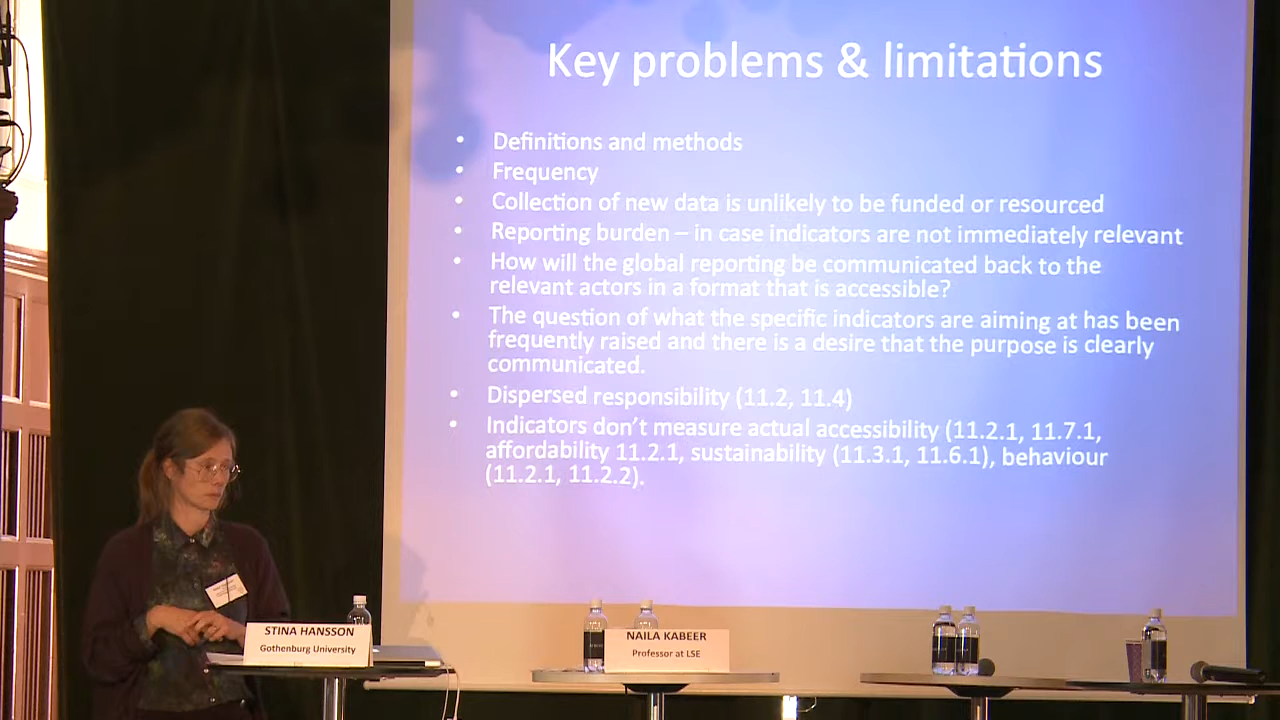 Key problems & limitations
• Definitions and methods
• Frequency
• Collection of new data is unlikely to be funded or resourced
• Reporting burden – in case indicators are not immediately relevant
• How will the global reporting be communicated back to the
relevant actors in a format that is accessible?
• The question of what the specific indicators are aiming at has been
frequently raised and there is a desire that the purpose is clearly
communicated.
• Dispersed responsibility (11.2, 11.4)
• Indicators don't measure actual accessibility (11.2.1, 11.7.1,
affordability 11.2.1, sustainability (11.3.1, 11.6.1), behaviour
(11.2.1, 11.2.2).
STINA HANSSON
Gothenburg University
NAILA KABEER
Professor at LSE